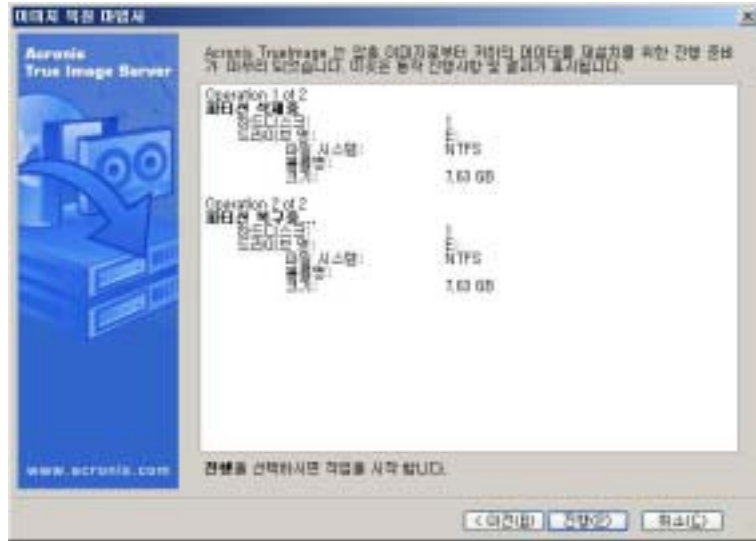 이미지 복원 마법사
Acronis
True Image Server
Acronis TrueImage 는 압축 이미지로부터 귀하의 데이터를 재설치를 위한 진행 준비
가 마무리 되었습니다. 다음은 동작 진행사항 및 결과가 표시됩니다.
Operation 1 of 2
파티션 삭제중
하드디스크: 1
드라이브 명: E:
파일 시스템: NTFS
볼륨명:
크기: 7.63 GB
Operation 2 of 2
파티션 복구중...
하드디스크: 1
드라이브 명: E:
파일 시스템: NTFS
볼륨명:
크기: 7.63 GB
www.acronis.com
진행을 선택하시면 작업을 시작 합니다.
< 이전(B) 진행(P) 취소(C)